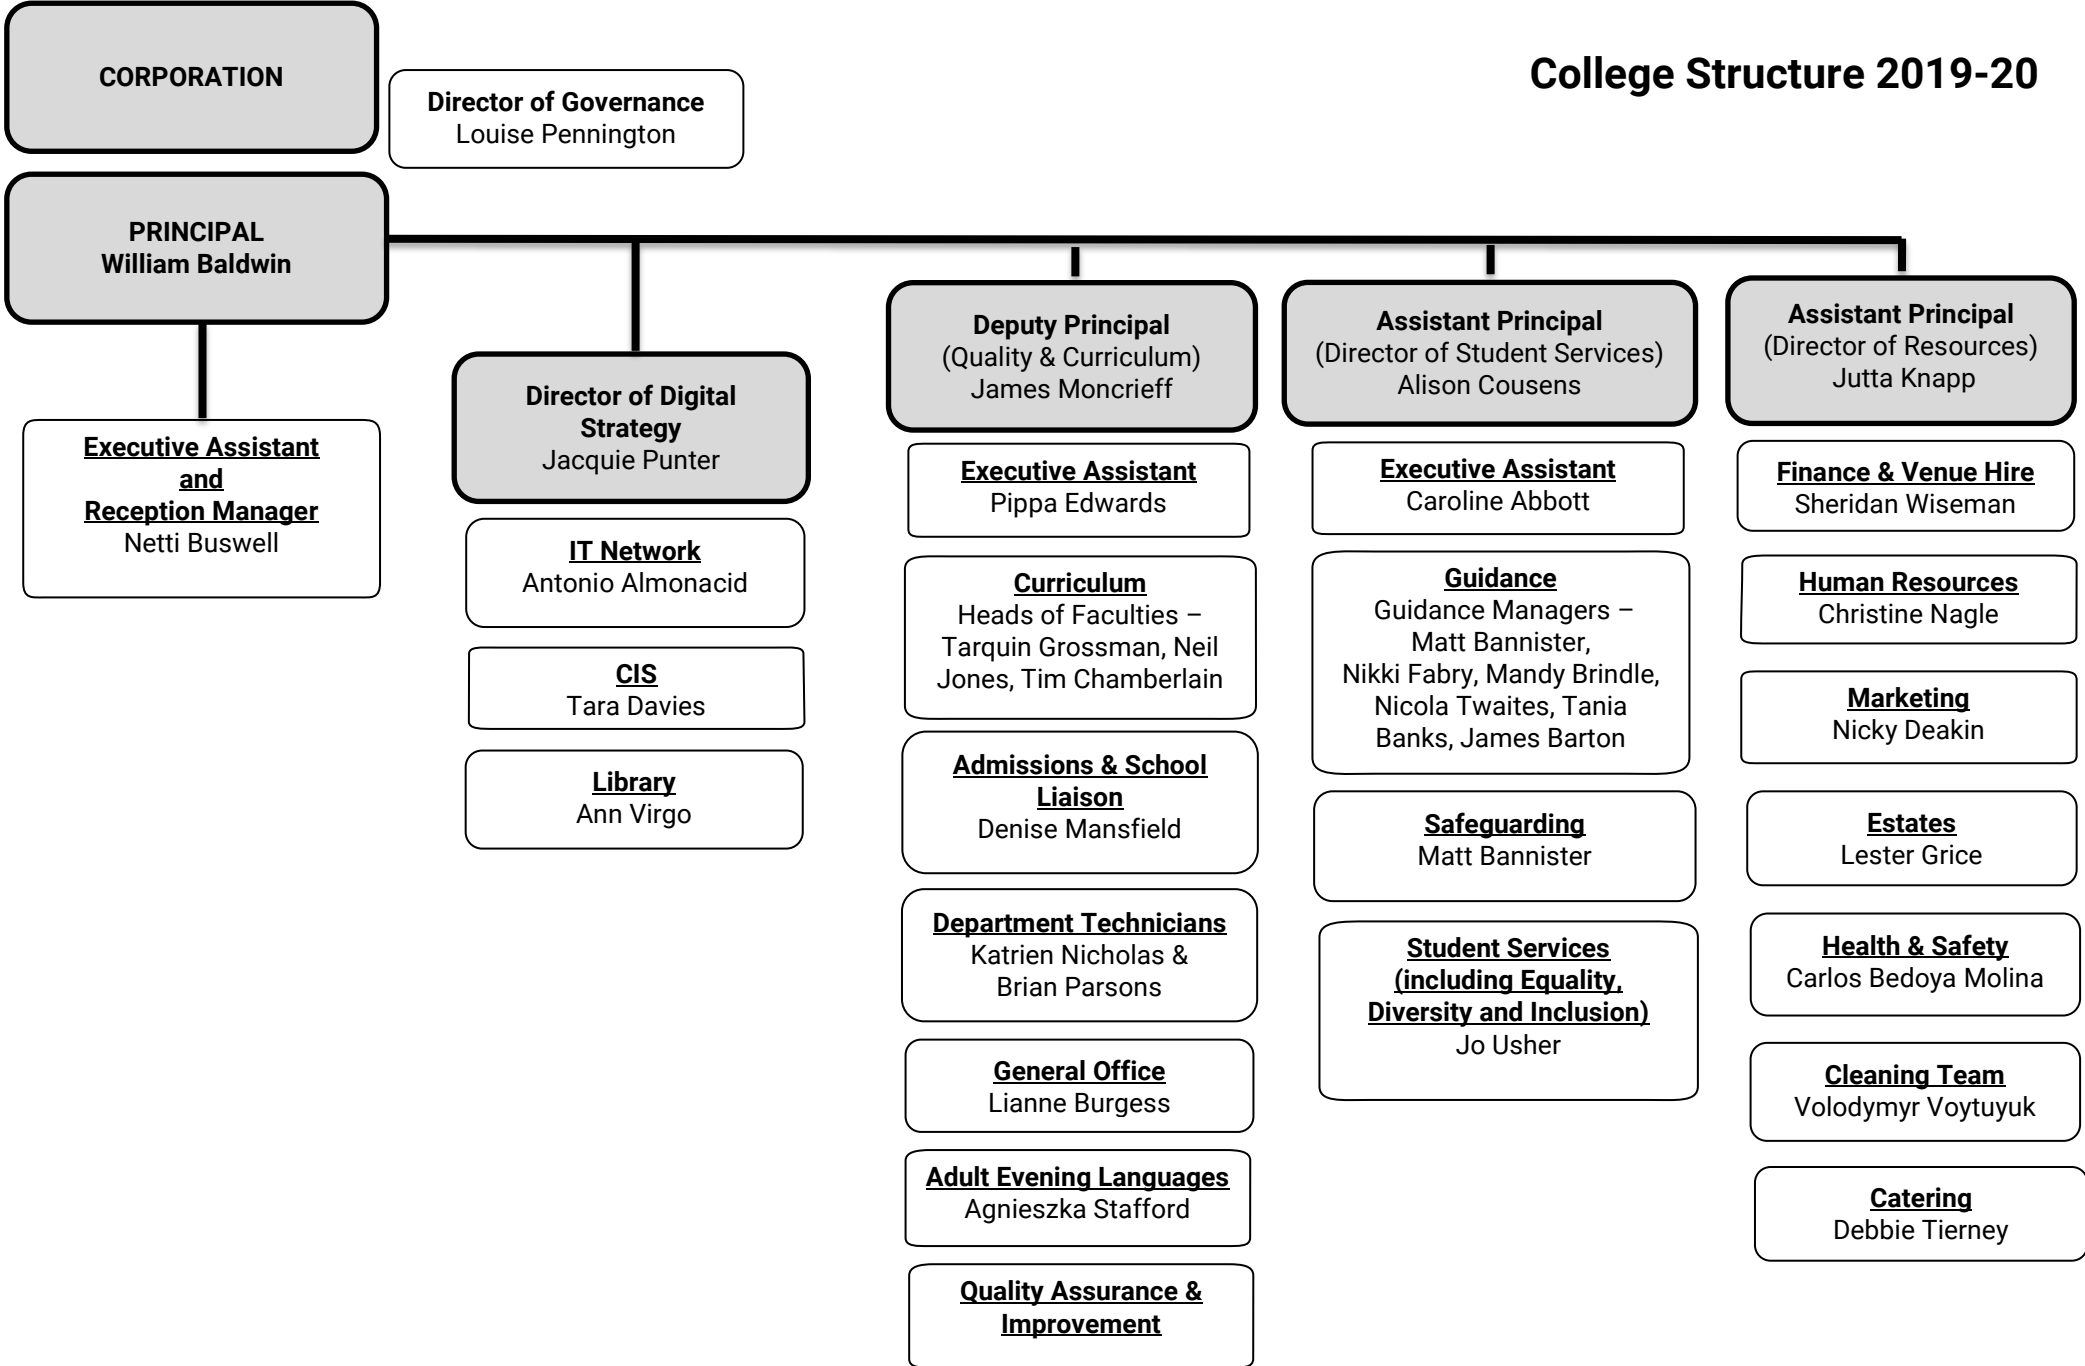 College Structure 2019-20
CORPORATION
Director of Governance
Louise Pennington
PRINCIPAL
William Baldwin
Executive Assistant
and
Reception Manager
Netti Buswell
Director of Digital
Strategy
Jacquie Punter
IT Network
Antonio Almonacid
CIS
Tara Davies
Library
Ann Virgo
Deputy Principal
(Quality & Curriculum)
James Moncrieff
Executive Assistant
Pippa Edwards
Curriculum
Heads of Faculties –
Tarquin Grossman, Neil
Jones, Tim Chamberlain
Admissions & School
Liaison
Denise Mansfield
Department Technicians
Katrien Nicholas &
Brian Parsons
General Office
Lianne Burgess
Adult Evening Languages
Agnieszka Stafford
Quality Assurance &
Improvement
Assistant Principal
(Director of Student Services)
Alison Cousens
Executive Assistant
Caroline Abbott
Guidance
Guidance Managers –
Matt Bannister,
Nikki Fabry, Mandy Brindle,
Nicola Twaites, Tania
Banks, James Barton
Safeguarding
Matt Bannister
Student Services
(including Equality,
Diversity and Inclusion)
Jo Usher
Assistant Principal
(Director of Resources)
Jutta Knapp
Finance & Venue Hire
Sheridan Wiseman
Human Resources
Christine Nagle
Marketing
Nicky Deakin
Estates
Lester Grice
Health & Safety
Carlos Bedoya Molina
Cleaning Team
Volodymyr Voytuyuk
Catering
Debbie Tierney